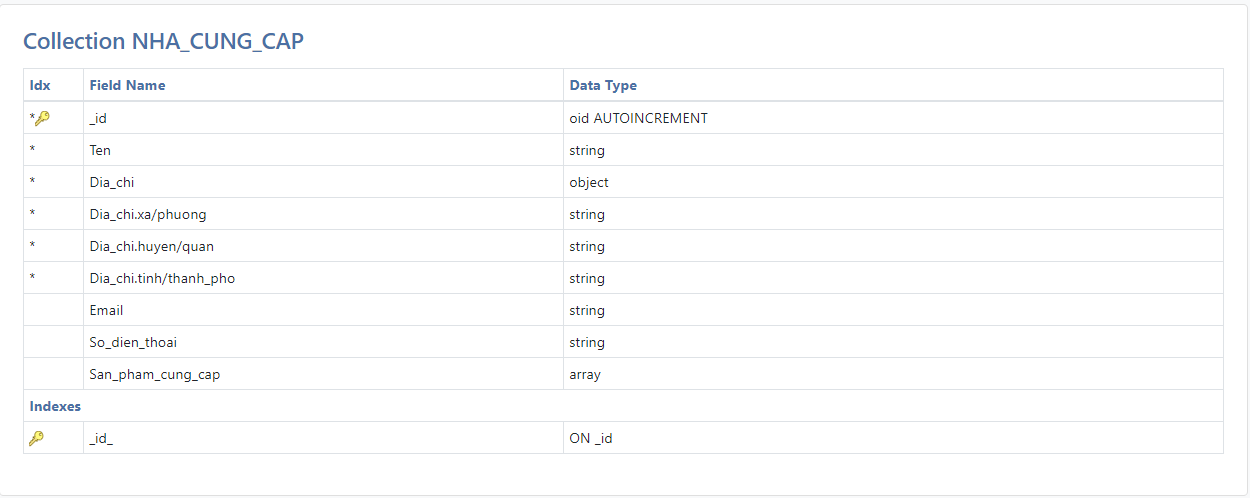 Collection NHA_CUNG_CAP
Idx Field Name Data Type
* _id oid AUTOINCREMENT
* Ten string
* Dia_chi object
* Dia_chi.xa/phuong string
* Dia_chi.huyen/quan string
* Dia_chi.tinh/thanh_pho string
Email string
So_dien_thoai string
San_pham_cung_cap array
Indexes
_id_ ON _id